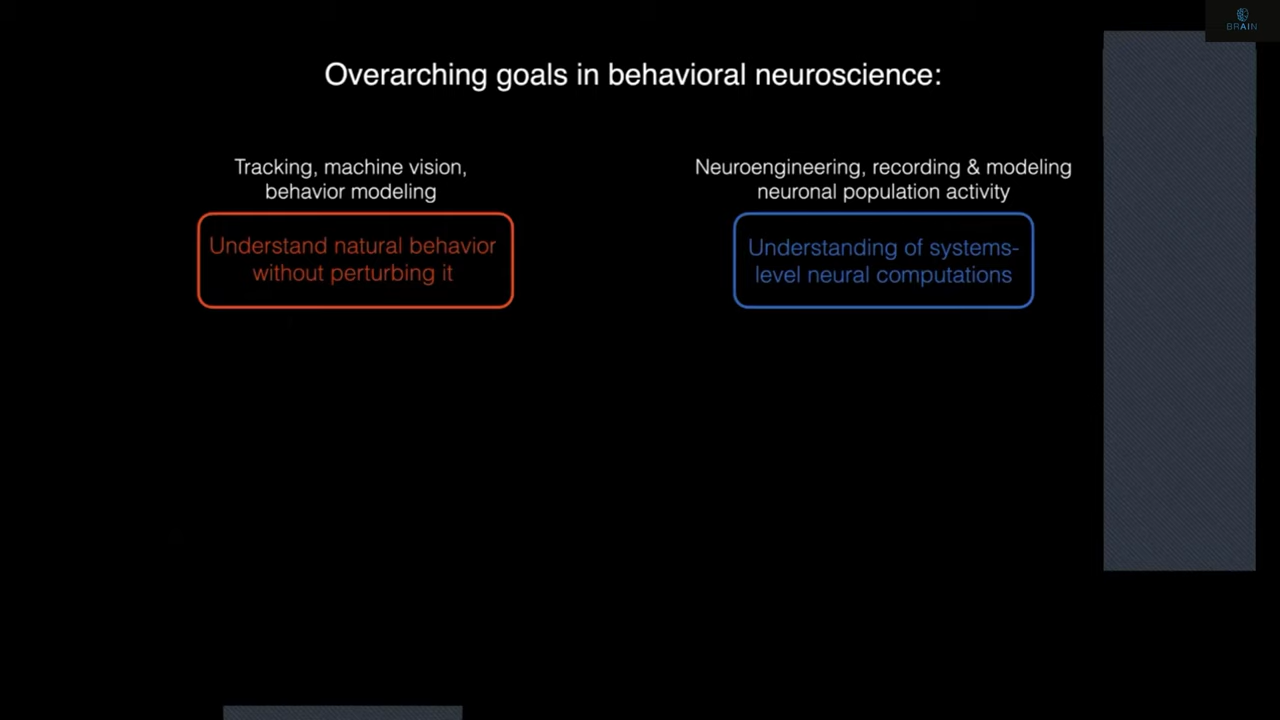 BRAIN
Overarching goals in behavioral neuroscience:
Tracking, machine vision,
behavior modeling
Understand natural behavior
without perturbing it
Neuroengineering, recording & modeling
neuronal population activity
Understanding of systems-
level neural computations